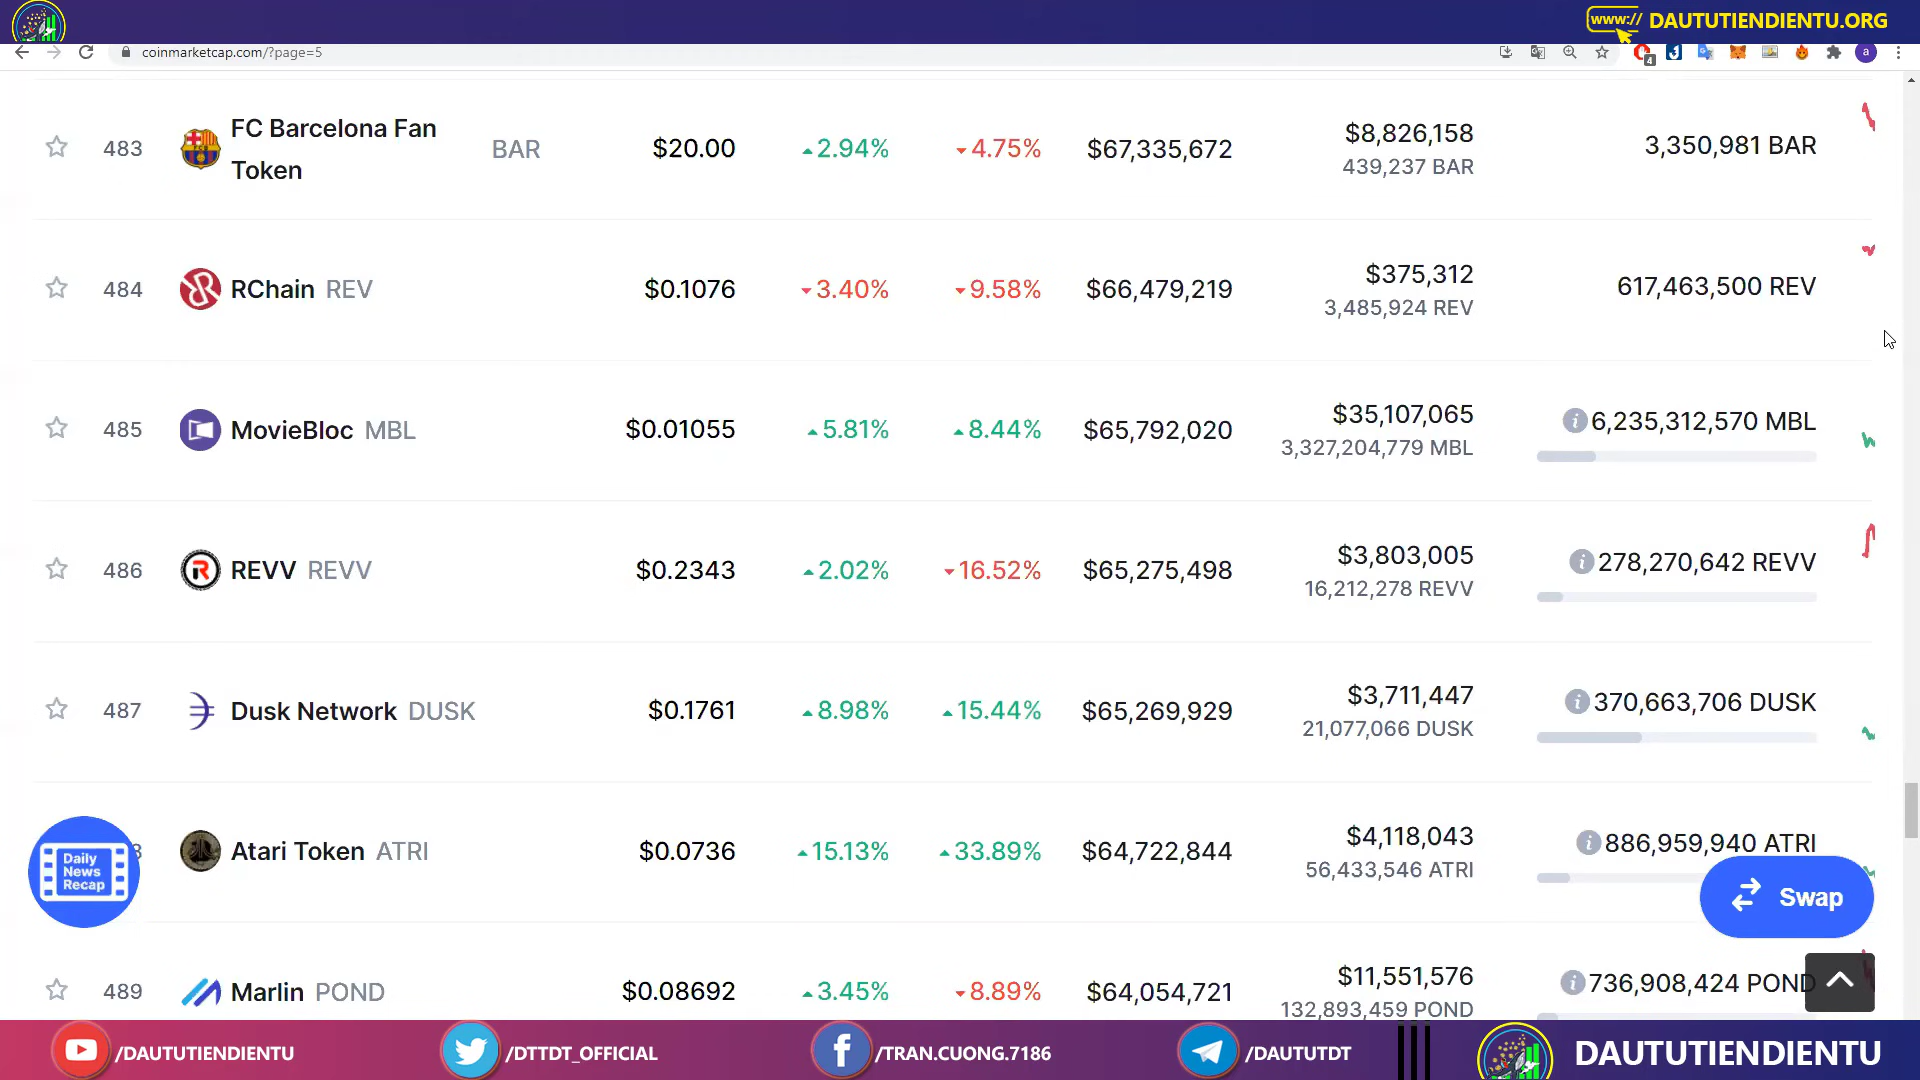 www:// DAUTUTIENDIENTU.ORG
coinmarketcap.com/?page=5
4
a
483 FC Barcelona Fan Token BAR $20.00 2.94% 4.75% $67,335,672 $8,826,158 3,350,981 BAR
439,237 BAR
484 RChain REV $0.1076 3.40% 9.58% $66,479,219 $375,312 617,463,500 REV
3,485,924 REV
485 MovieBloc MBL $0.01055 5.81% 8.44% $65,792,020 $35,107,065 6,235,312,570 MBL
3,327,204,779 MBL
486 REVV REVV $0.2343 2.02% 16.52% $65,275,498 $3,803,005 278,270,642 REVV
16,212,278 REVV
487 Dusk Network DUSK $0.1761 8.98% 15.44% $65,269,929 $3,711,447 370,663,706 DUSK
21,077,066 DUSK
8 Atari Token ATRI $0.0736 15.13% 33.89% $64,722,844 $4,118,043 886,959,940 ATRI
56,433,546 ATRI
Daily
News
Recap
Swap
489 Marlin POND $0.08692 3.45% 8.89% $64,054,721 $11,551,576 736,908,424 POND
132,893,459 POND
/DAUTUTIENDIENTU /DTTDT_OFFICIAL /TRAN.CUONG.7186 /DAUTUTDT DAUTUTIENDIENTU